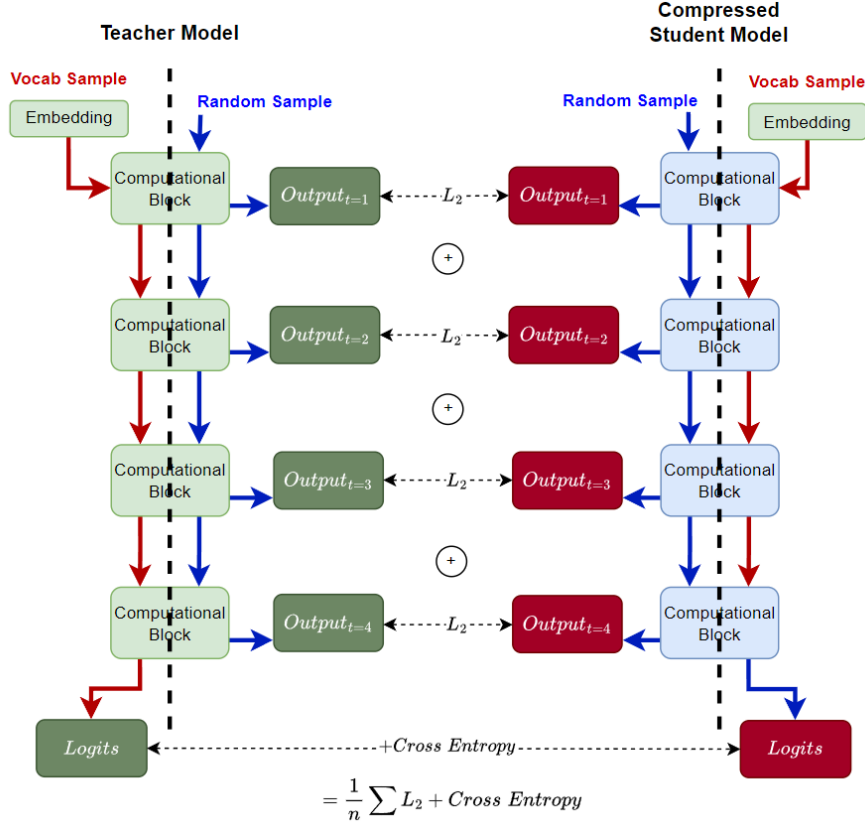 Teacher Model
Compressed
Student Model
Vocab Sample
Random Sample
Random Sample
Vocab Sample
Embedding
Embedding
Computational
Block
Output_{t=1}
L_2
Output_{t=1}
Computational
Block
+
Computational
Block
Output_{t=2}
L_2
Output_{t=2}
Computational
Block
+
Computational
Block
Output_{t=3}
L_2
Output_{t=3}
Computational
Block
+
Computational
Block
Output_{t=4}
L_2
Output_{t=4}
Computational
Block
Logits
+Cross Entropy
Logits
= \frac{1}{n} \sum L_2 + Cross Entropy